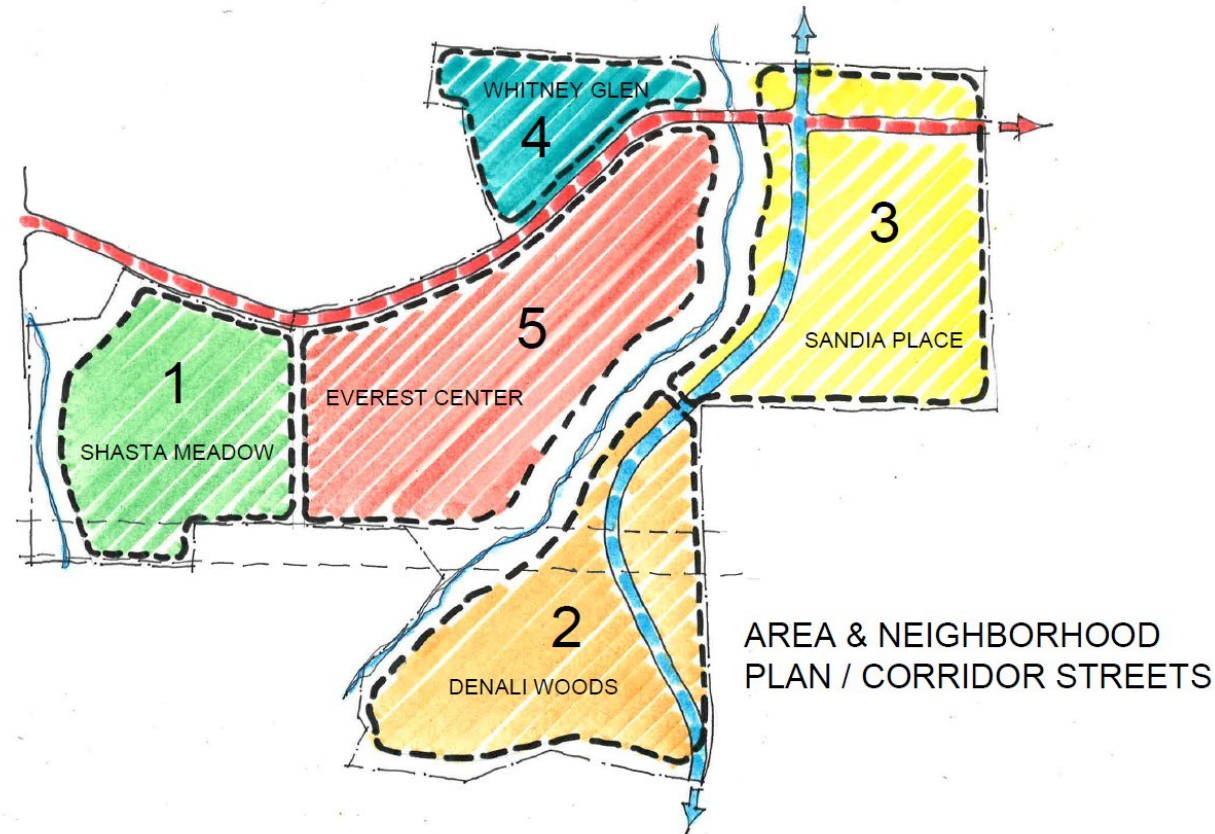 WHITNEY GLEN
4
3
SANDIA PLACE
5
EVEREST CENTER
1
SHASTA MEADOW
2
DENALI WOODS
AREA & NEIGHBORHOOD
PLAN / CORRIDOR STREETS